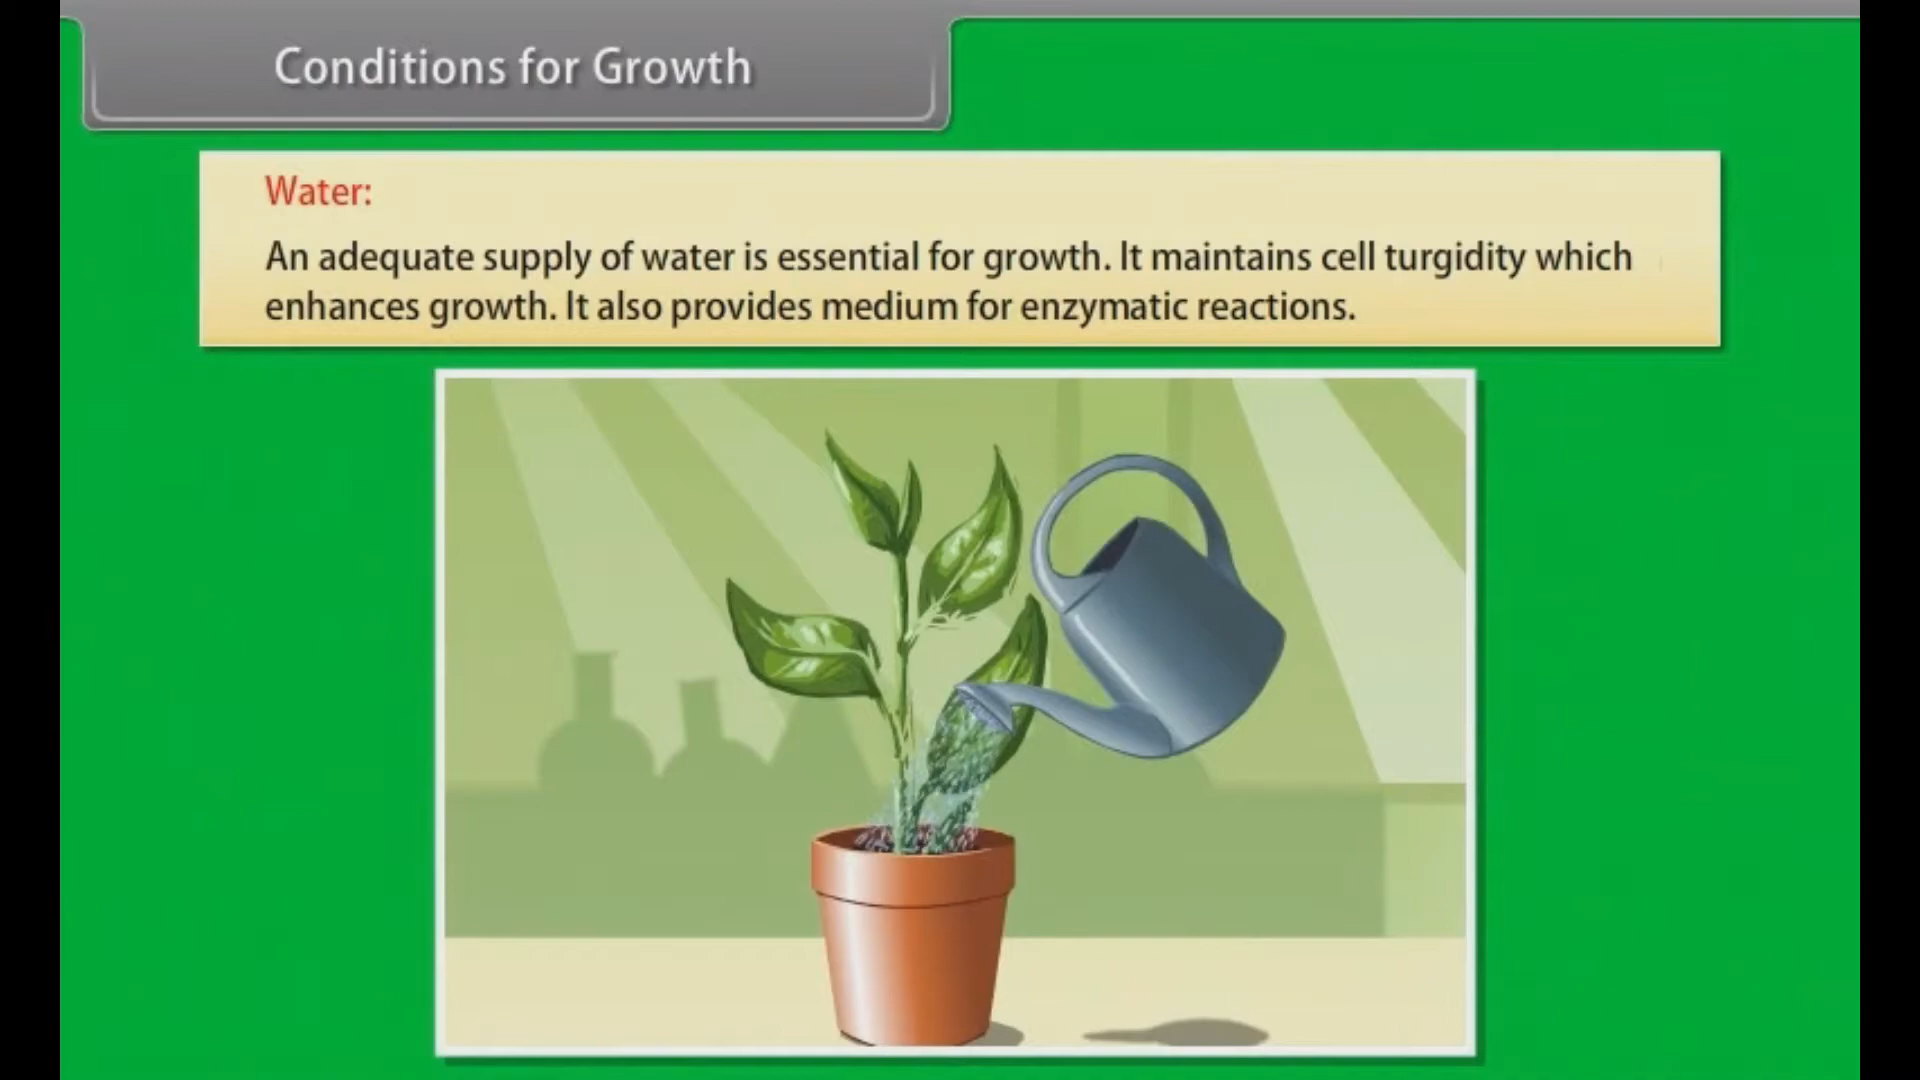 Conditions for Growth
Water:
An adequate supply of water is essential for growth. It maintains cell turgidity which
enhances growth. It also provides medium for enzymatic reactions.